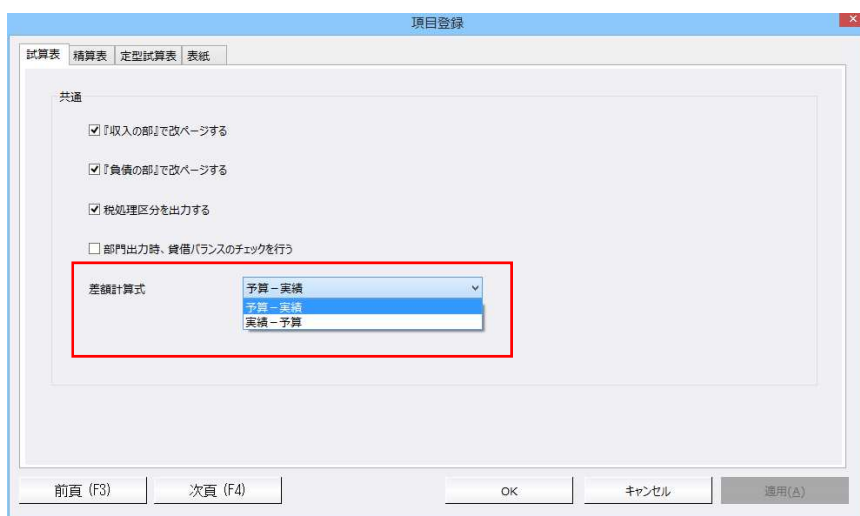 項目登録
試算表 精算表 定型試算表 表紙
共通
『収入の部』で改ページする
『負債の部』で改ページする
税処理区分を出力する
部門出力時、貸借バランスのチェックを行う
差額計算式 予算－実績
予算－実績
実績－予算
前頁 (F3) 次頁 (F4) OK キャンセル 適用(A)